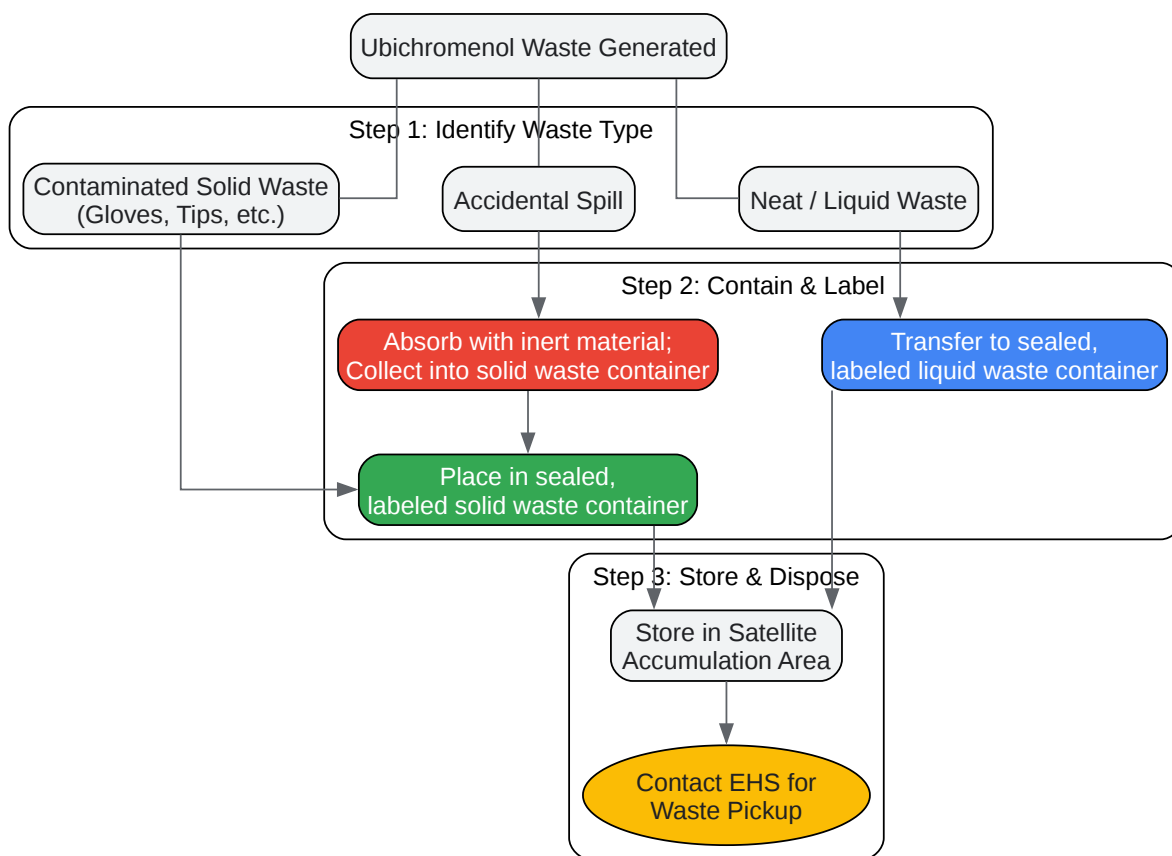 Ubichromenol Waste Generated
Step 1: Identify Waste Type
Contaminated Solid Waste
(Gloves, Tips, etc.)
Accidental Spill
Neat / Liquid Waste
Step 2: Contain & Label
Absorb with inert material;
Collect into solid waste container
Transfer to sealed,
labeled liquid waste container
Place in sealed,
labeled solid waste container
Step 3: Store & Dispose
Store in Satellite
Accumulation Area
Contact EHS for
Waste Pickup